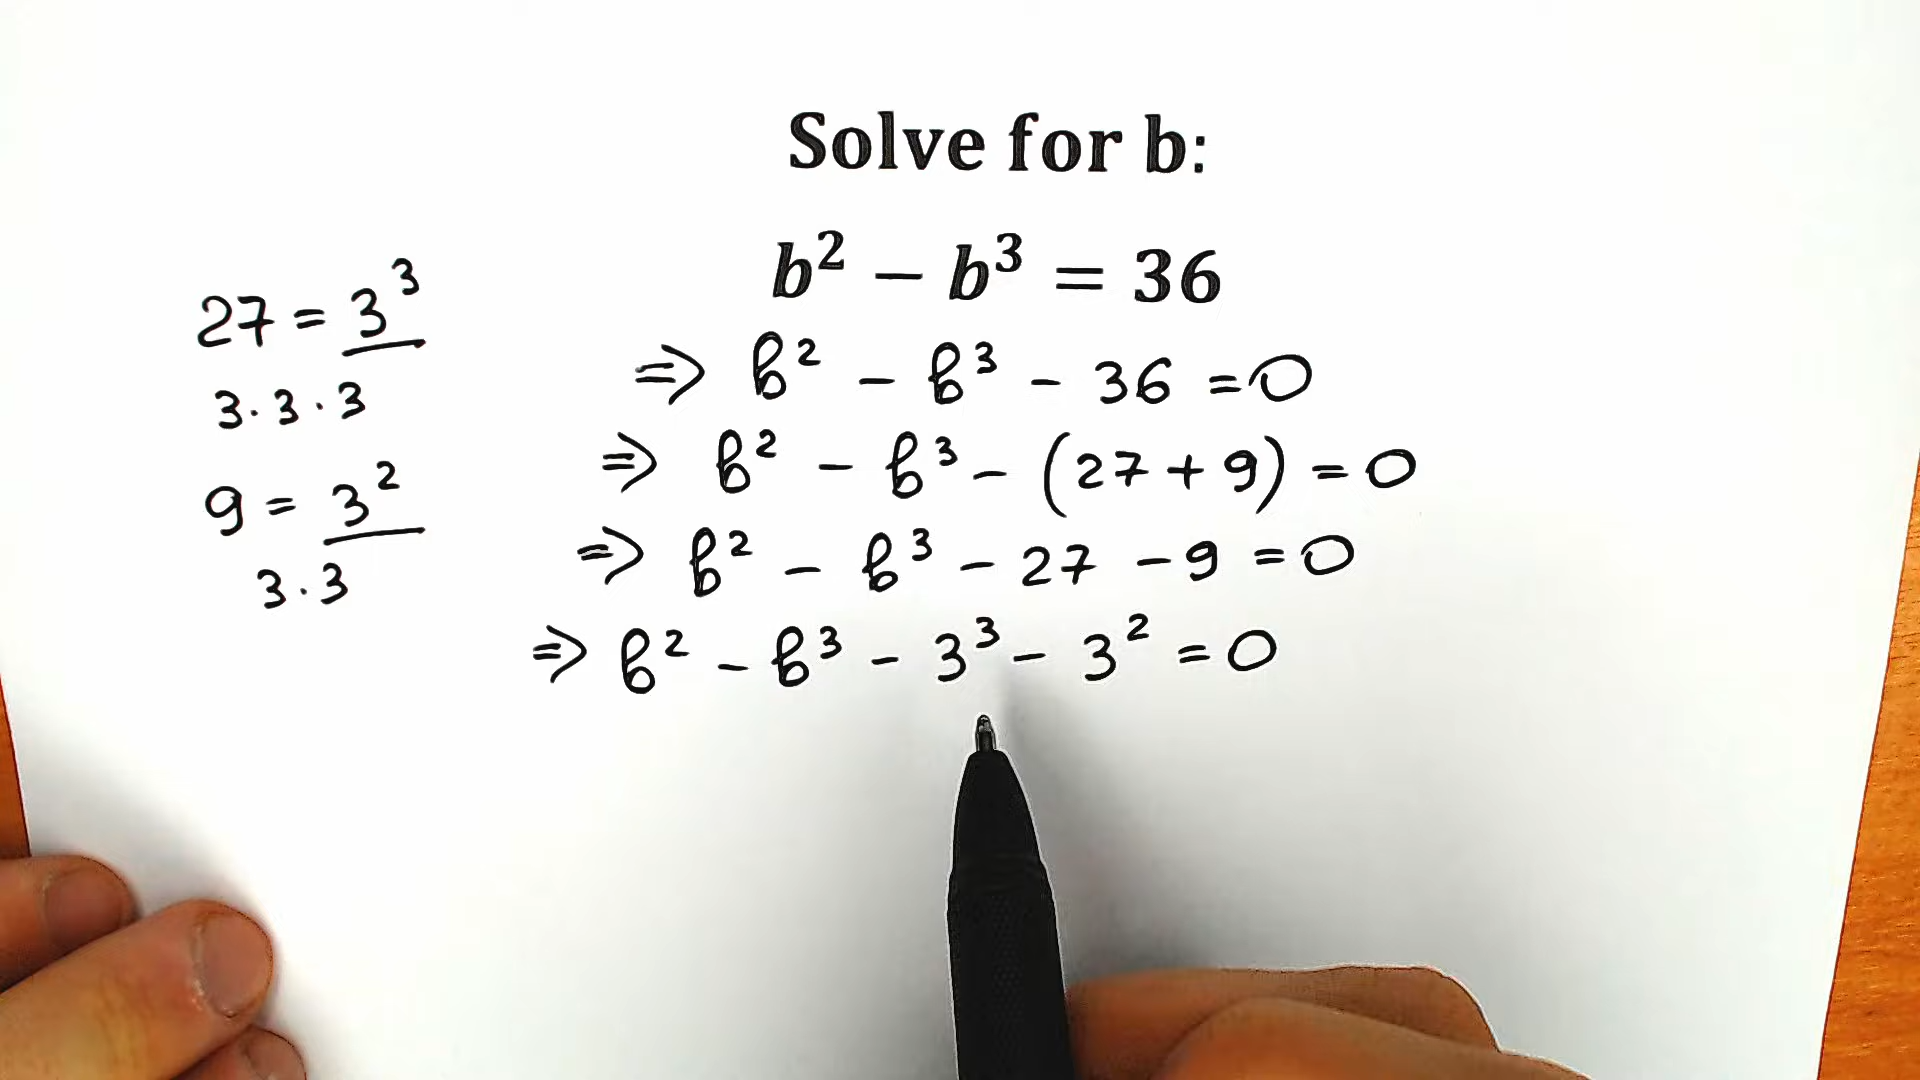 Solve for b:
b² − b³ = 36
27 = 3³
3·3·3
9 = 3²
3·3
=> b² − b³ − 36 = 0
=> b² − b³ − (27 + 9) = 0
=> b² − b³ − 27 − 9 = 0
=> b² − b³ − 3³ − 3² = 0